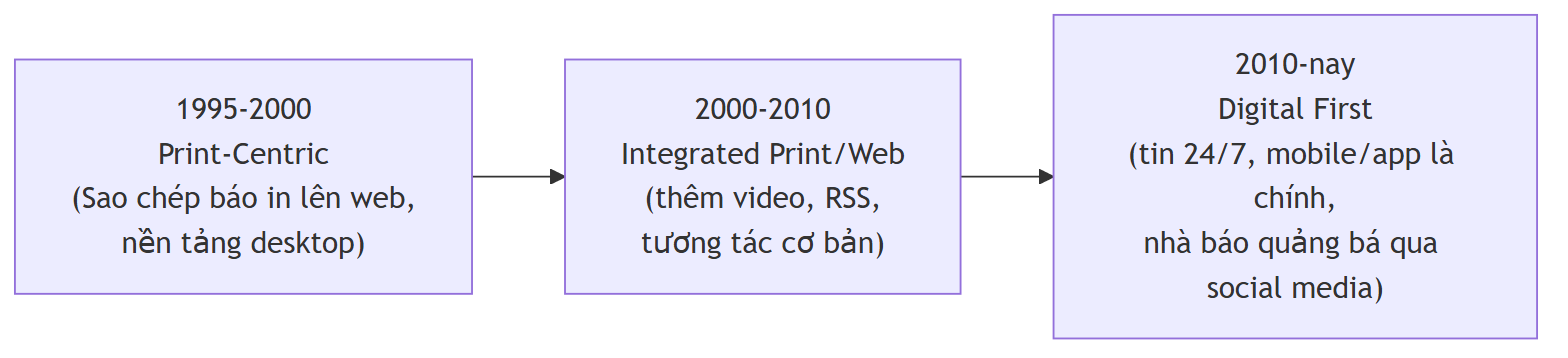 1995-2000
Print-Centric
(Sao chép báo in lên web,
nền tảng desktop)
2000-2010
Integrated Print/Web
(thêm video, RSS,
tương tác cơ bản)
2010-nay
Digital First
(tin 24/7, mobile/app là
chính,
nhà báo quảng bá qua
social media)